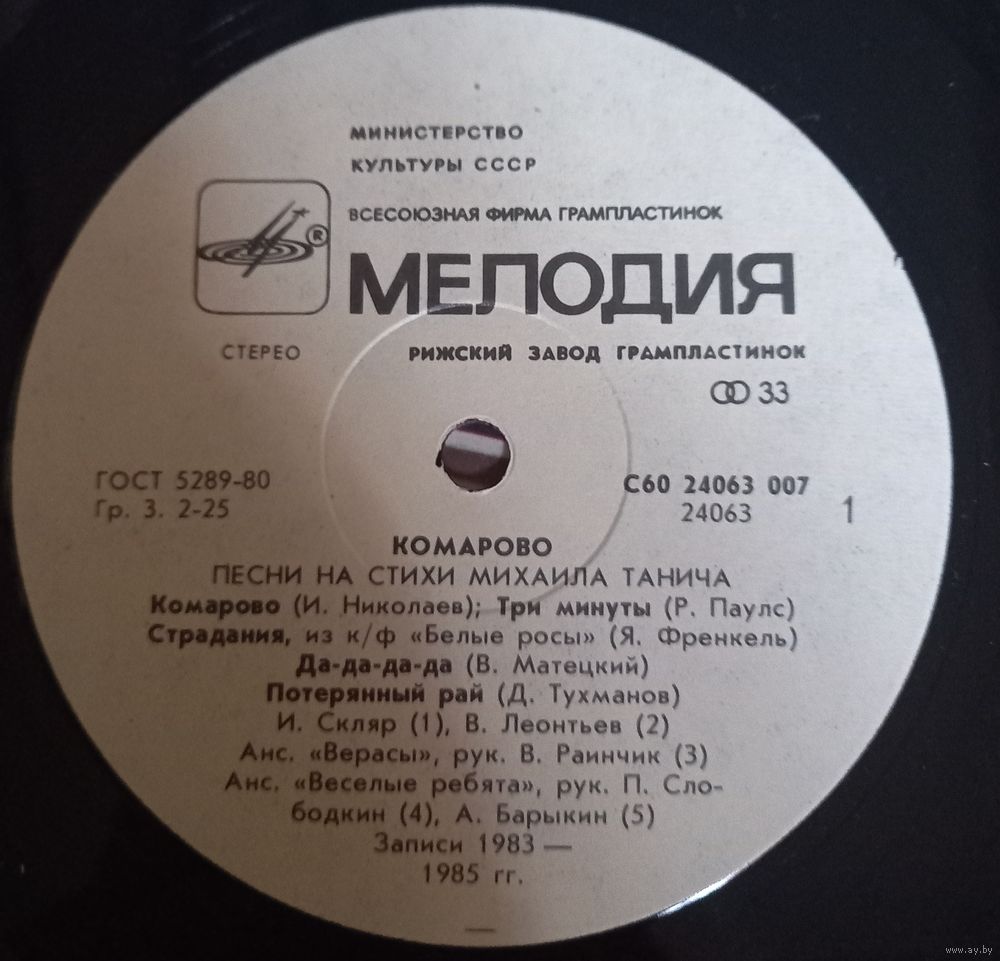 МИНИСТЕРСТВО
КУЛЬТУРЫ СССР
ВСЕСОЮЗНАЯ ФИРМА ГРАМПЛАСТИНОК
®
МЕЛОДИЯ
СТЕРЕО РИЖСКИЙ ЗАВОД ГРАМПЛАСТИНОК
33
ГОСТ 5289-80 С60 24063 007
Гр. 3. 2-25 24063 1
КОМАРОВО
ПЕСНИ НА СТИХИ МИХАИЛА ТАНИЧА
Комарово (И. Николаев); Три минуты (Р. Паулс)
Страдания, из к/ф «Белые росы» (Я. Френкель)
Да-да-да-да (В. Матецкий)
Потерянный рай (Д. Тухманов)
И. Скляр (1), В. Леонтьев (2)
Анс. «Верасы», рук. В. Раинчик (3)
Анс. «Веселые ребята», рук. П. Сло-
бодкин (4), А. Барыкин (5)
Записи 1983 —
1985 гг.
www.ay.by